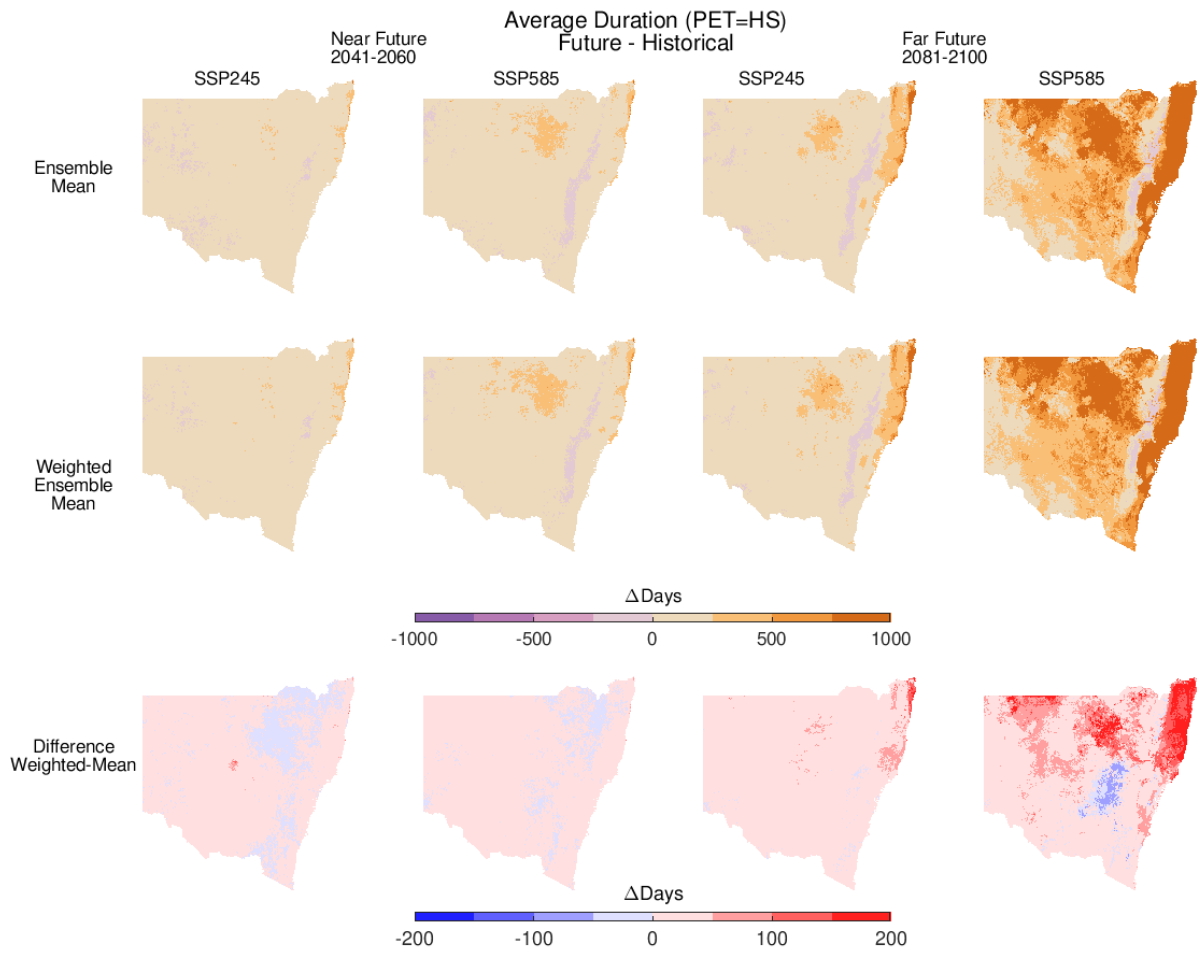 Average Duration (PET=HS)
Future - Historical
Near Future
2041-2060
Far Future
2081-2100
SSP245
SSP585
SSP245
SSP585
Ensemble
Mean
Weighted
Ensemble
Mean
ΔDays
-1000
-500
0
500
1000
Difference
Weighted-Mean
ΔDays
-200
-100
0
100
200